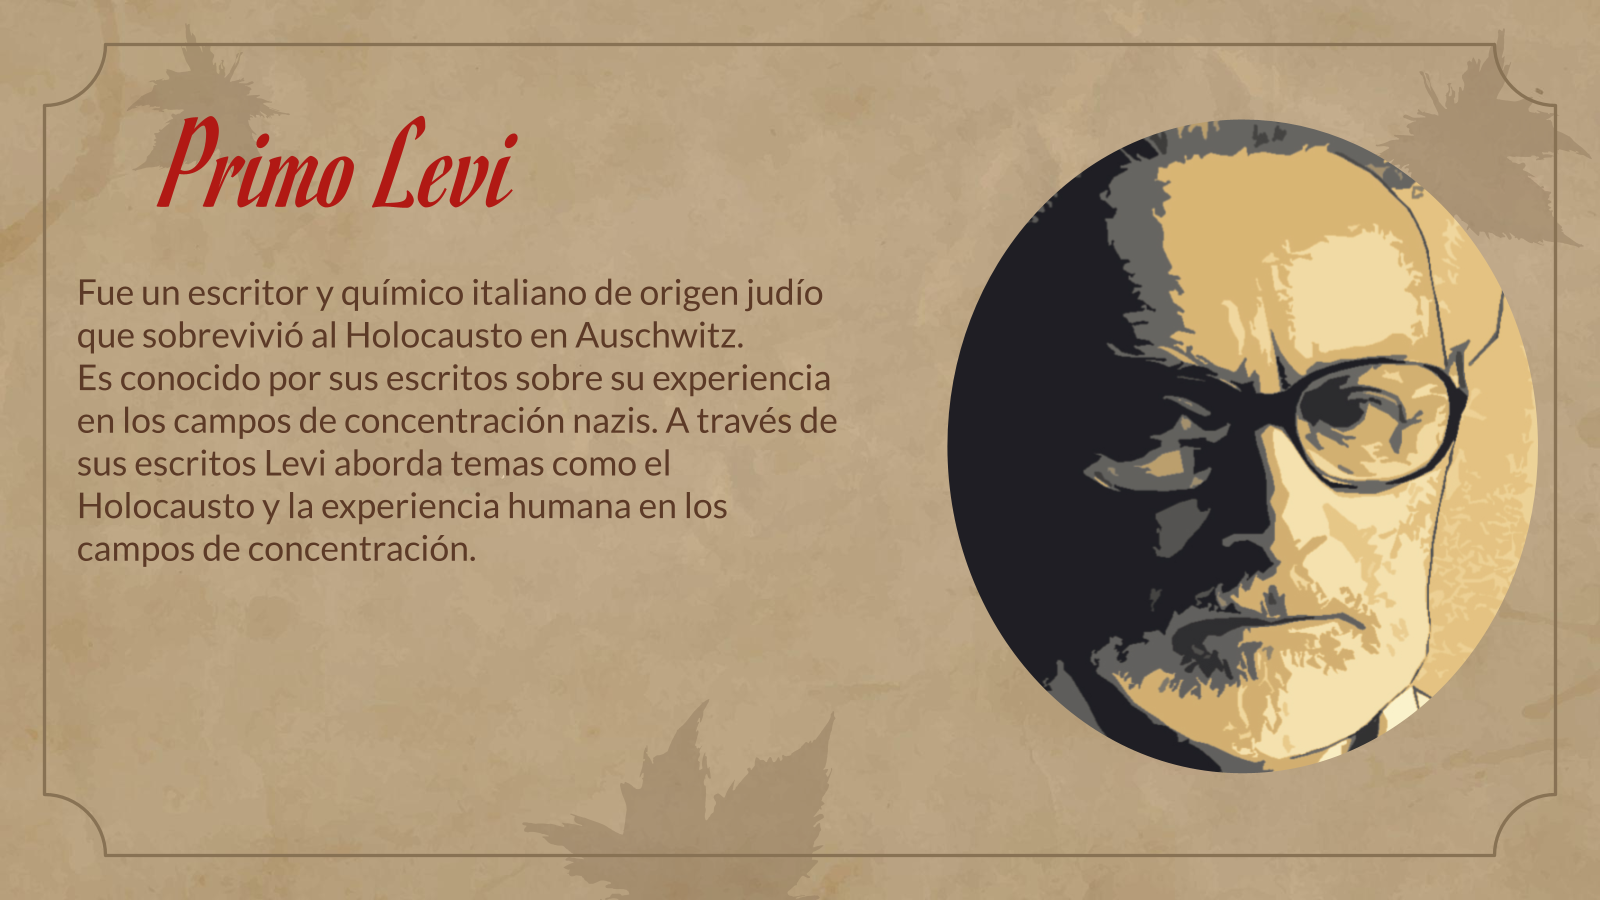 Primo Levi
Fue un escritor y químico italiano de origen judío
que sobrevivió al Holocausto en Auschwitz.
Es conocido por sus escritos sobre su experiencia
en los campos de concentración nazis. A través de
sus escritos Levi aborda temas como el
Holocausto y la experiencia humana en los
campos de concentración.